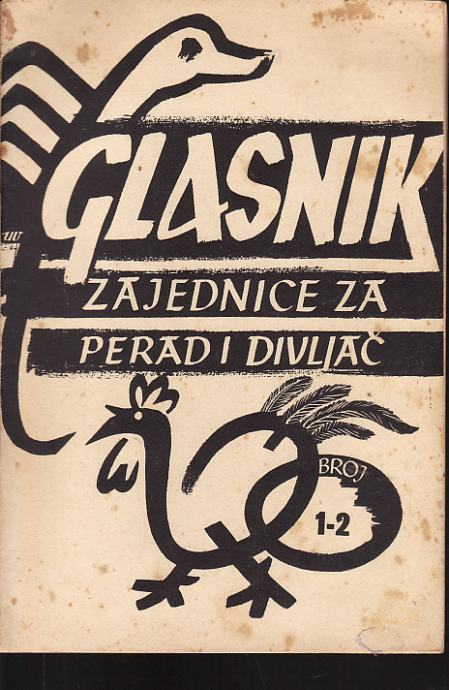 GLASNIK
ZAJEDNICE ZA
PERAD I DIVLJAČ
BROJ
1-2